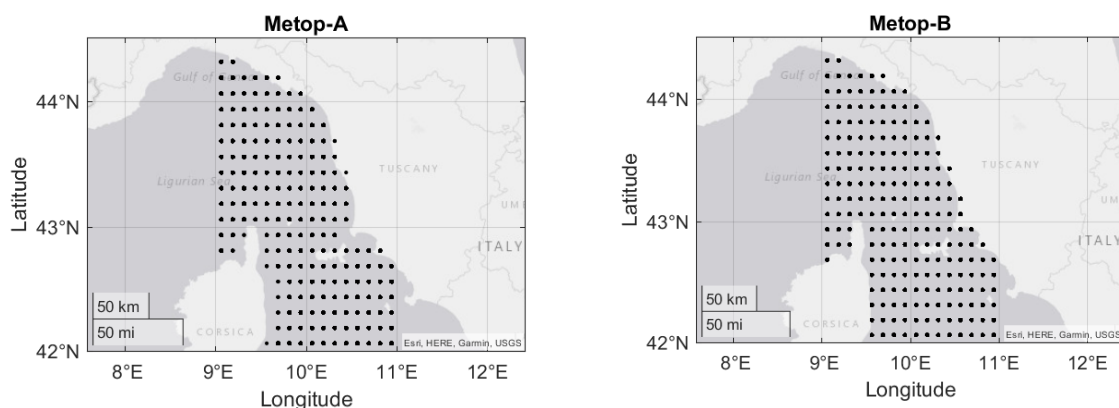 Metop-A
Gulf of
44°N
TUSCANY
Ligurian Sea
43°N
ITALY
50 km
50 mi
CORSICA
Esri, HERE, Garmin, USGS
42°N
8°E 9°E 10°E 11°E 12°E
Longitude
Latitude
Metop-B
Gulf of
44°N
TUSCANY
Ligurian Sea
UM
43°N
ITALY
50 km
50 mi
CORSICA
Esri, HERE, Garmin, USGS
42°N
8°E 9°E 10°E 11°E 12°E
Longitude
Latitude